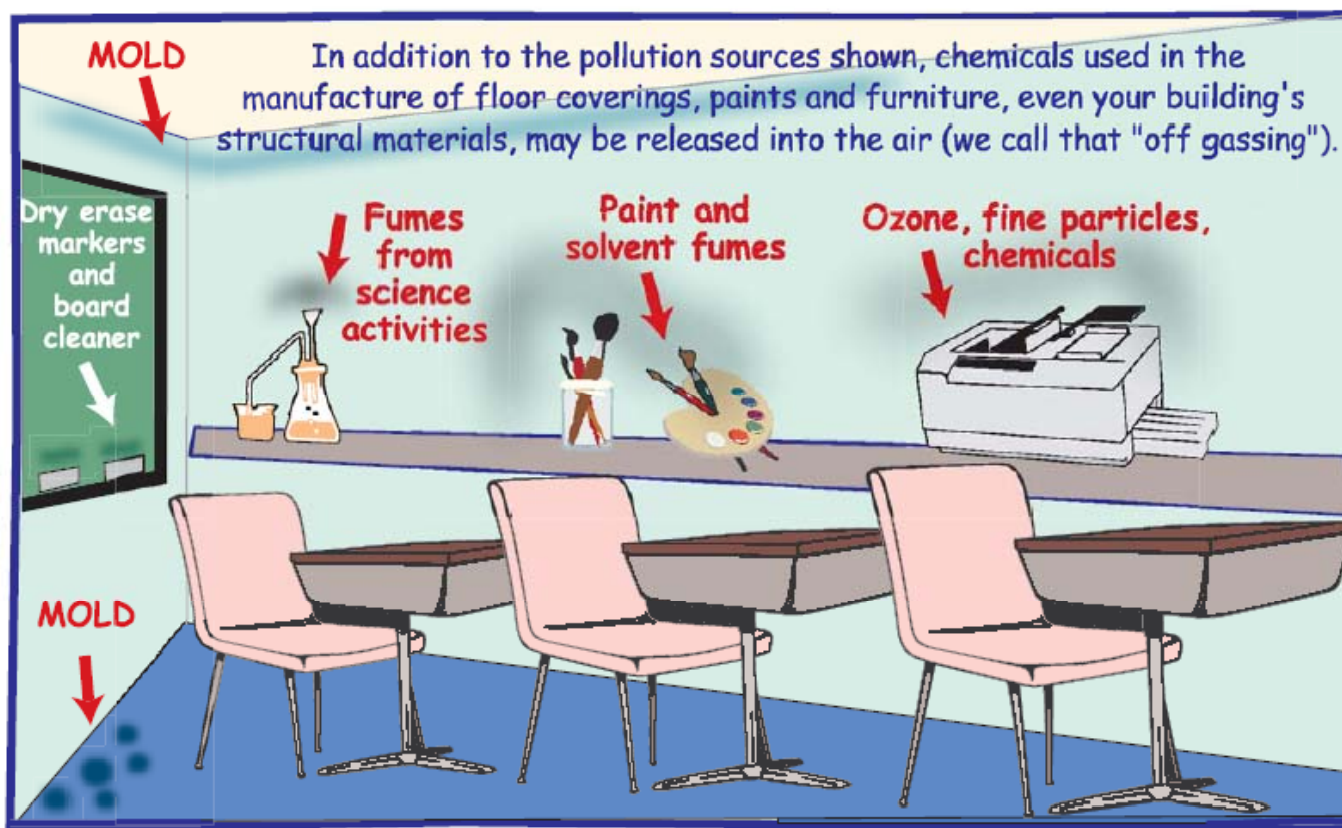 MOLD
In addition to the pollution sources shown, chemicals used in the
manufacture of floor coverings, paints and furniture, even your building's
structural materials, may be released into the air (we call that "off gassing").
Dry erase
markers
and
board
cleaner
Fumes
from
science
activities
Paint and
solvent fumes
Ozone, fine particles,
chemicals
MOLD